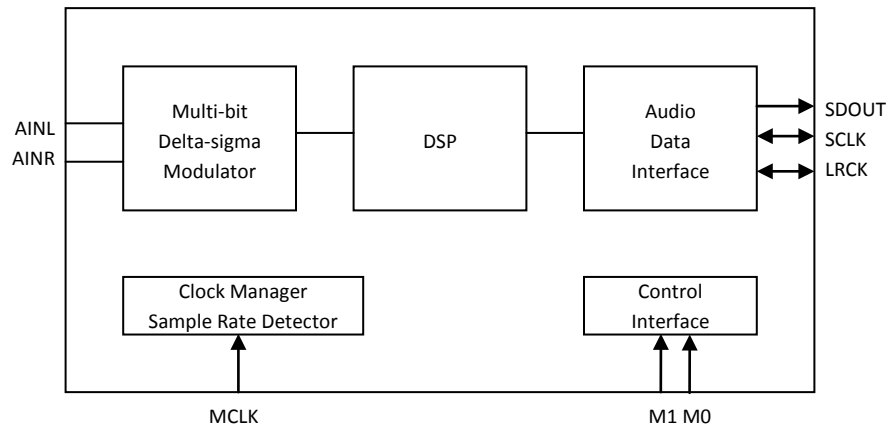 AINL
AINR
Multi-bit
Delta-sigma
Modulator
DSP
Audio
Data
Interface
SDOUT
SCLK
LRCK
Clock Manager
Sample Rate Detector
Control
Interface
MCLK
M1 M0